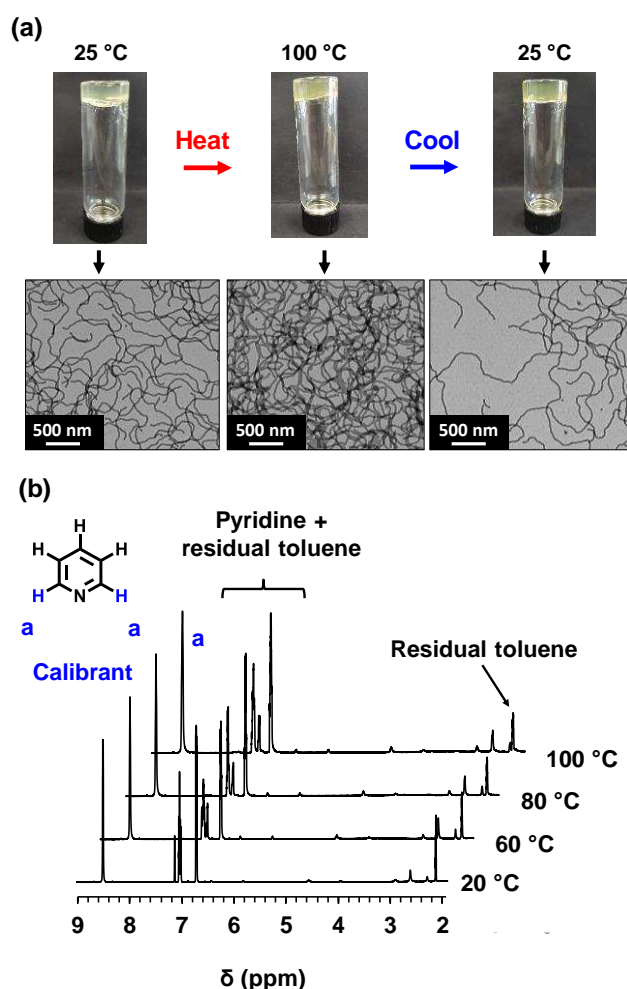 (a)
25 °C
100 °C
25 °C
Heat
Cool
500 nm
500 nm
500 nm
(b)
H
H
H
H
N
H
a
a
a
Calibrant
Pyridine +
residual toluene
Residual toluene
100 °C
80 °C
60 °C
20 °C
9
8
7
6
5
4
3
2
δ (ppm)